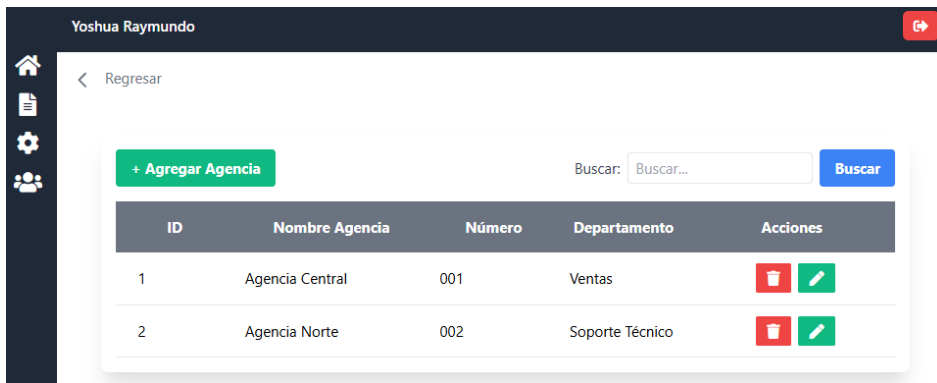 Yoshua Raymundo
Regresar
+ Agregar Agencia Buscar: Buscar... Buscar
ID Nombre Agencia Número Departamento Acciones
1 Agencia Central 001 Ventas
2 Agencia Norte 002 Soporte Técnico